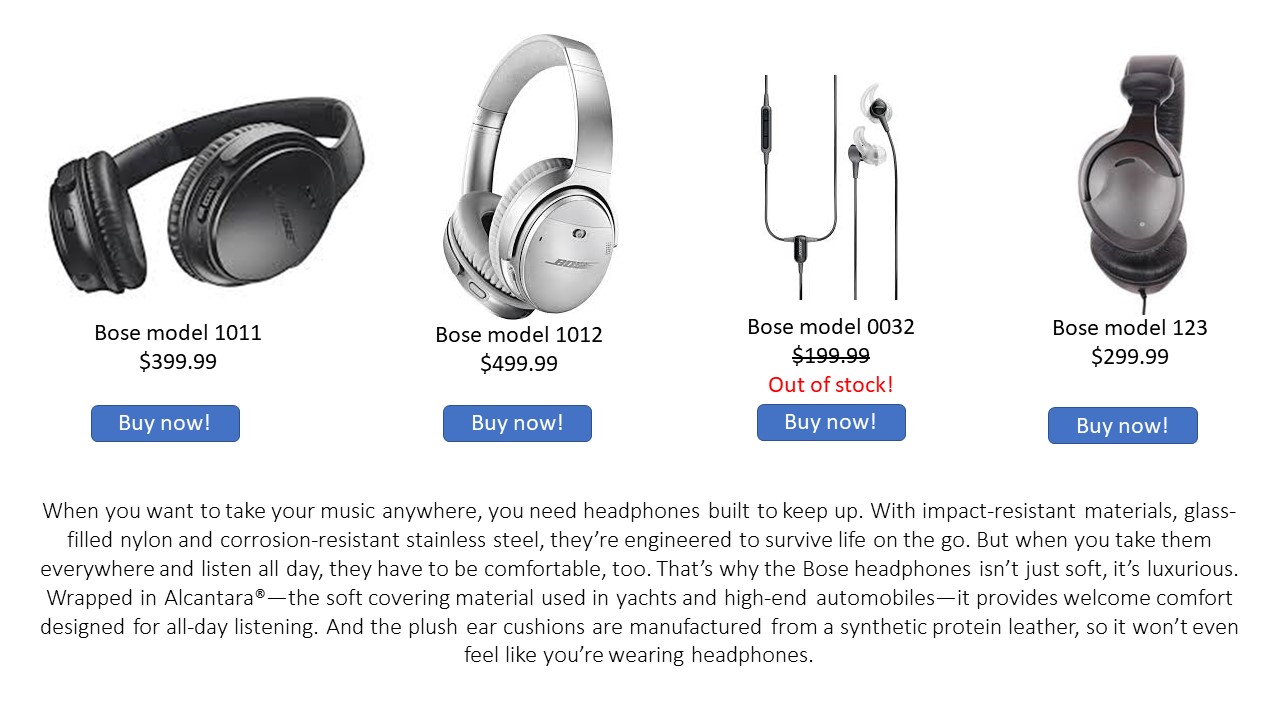 BOSE
BOSE
Bose model 1011
$399.99
Buy now!
Bose model 1012
$499.99
Buy now!
Bose model 0032
$199.99
Out of stock!
Buy now!
Bose model 123
$299.99
Buy now!
When you want to take your music anywhere, you need headphones built to keep up. With impact-resistant materials, glass-
filled nylon and corrosion-resistant stainless steel, they’re engineered to survive life on the go. But when you take them
everywhere and listen all day, they have to be comfortable, too. That’s why the Bose headphones isn’t just soft, it’s luxurious.
Wrapped in Alcantara®—the soft covering material used in yachts and high-end automobiles—it provides welcome comfort
designed for all-day listening. And the plush ear cushions are manufactured from a synthetic protein leather, so it won’t even
feel like you’re wearing headphones.